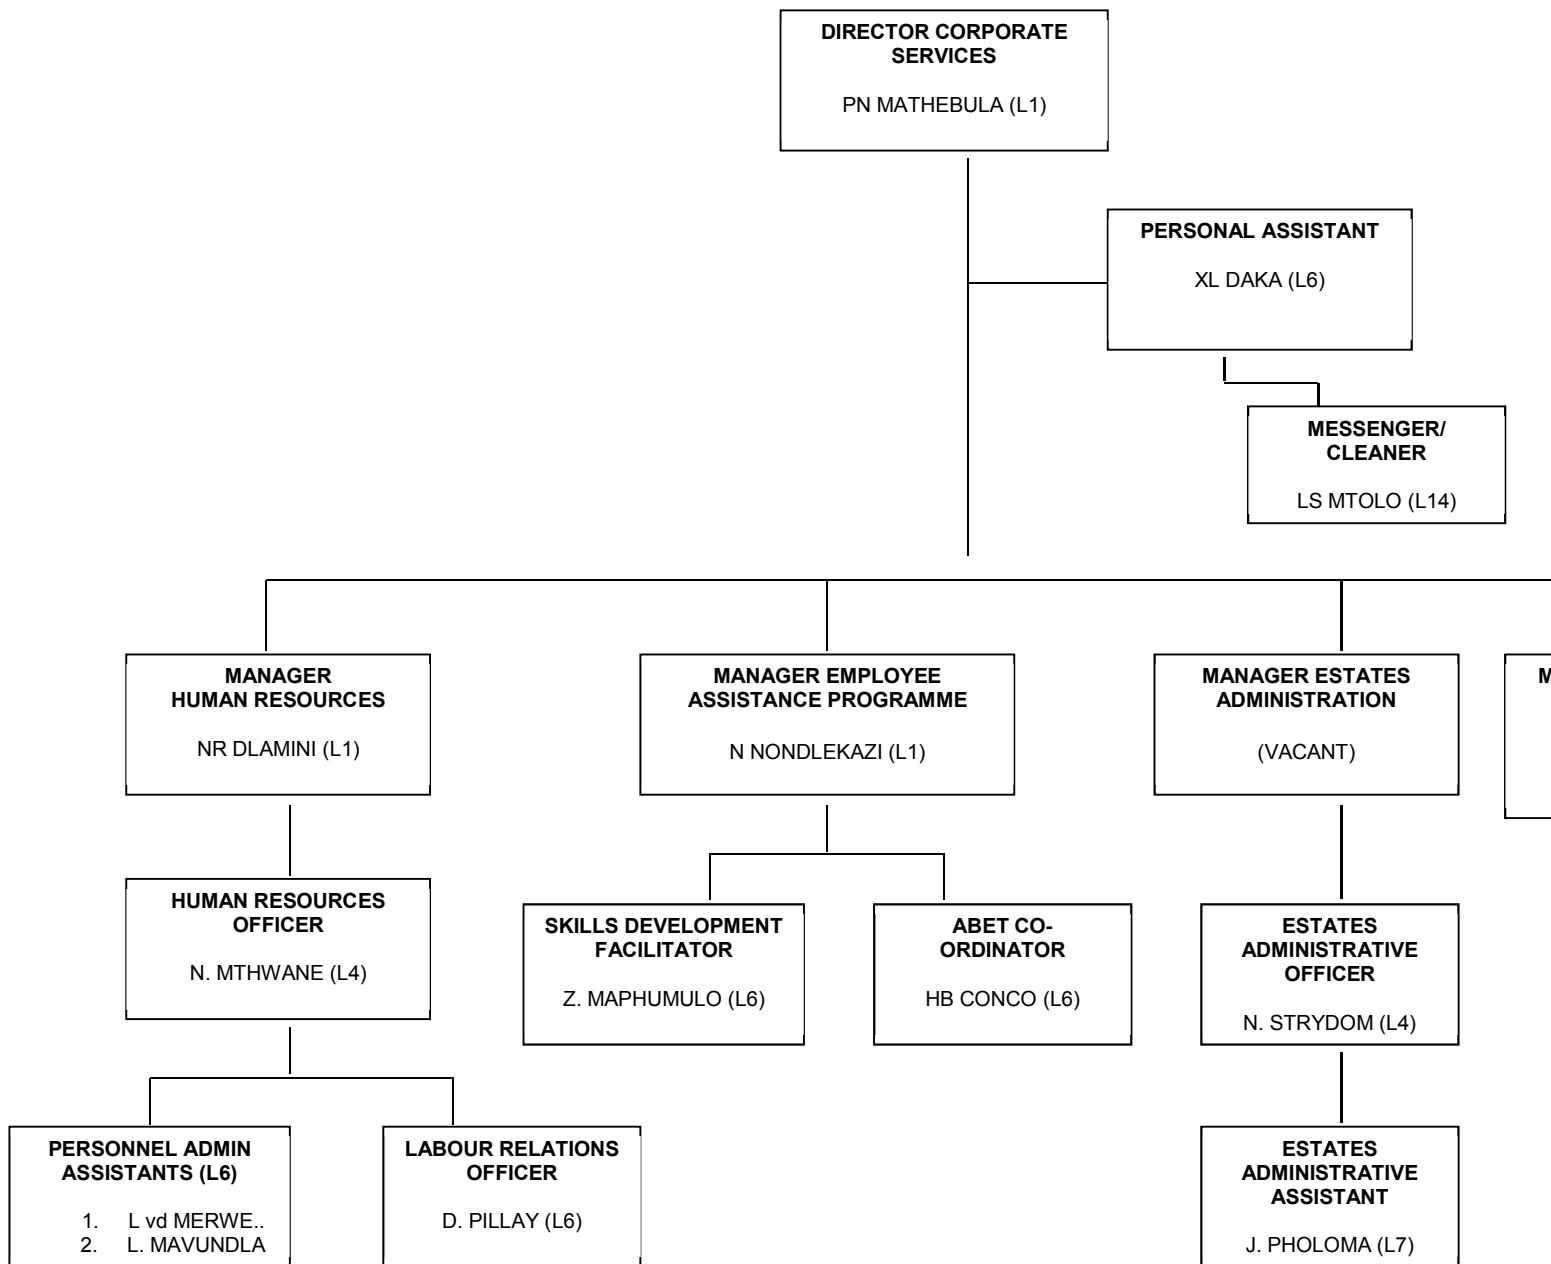 DIRECTOR CORPORATE
SERVICES
PN MATHEBULA (L1)
PERSONAL ASSISTANT
XL DAKA (L6)
MESSENGER/
CLEANER
LS MTOLO (L14)
MANAGER
HUMAN RESOURCES
NR DLAMINI (L1)
MANAGER EMPLOYEE
ASSISTANCE PROGRAMME
N NONDLEKAZI (L1)
MANAGER ESTATES
ADMINISTRATION
(VACANT)
M
HUMAN RESOURCES
OFFICER
N. MTHWANE (L4)
SKILLS DEVELOPMENT
FACILITATOR
Z. MAPHUMULO (L6)
ABET CO-
ORDINATOR
HB CONCO (L6)
ESTATES
ADMINISTRATIVE
OFFICER
N. STRYDOM (L4)
PERSONNEL ADMIN
ASSISTANTS (L6)
1. L vd MERWE..
2. L. MAVUNDLA
LABOUR RELATIONS
OFFICER
D. PILLAY (L6)
ESTATES
ADMINISTRATIVE
ASSISTANT
J. PHOLOMA (L7)